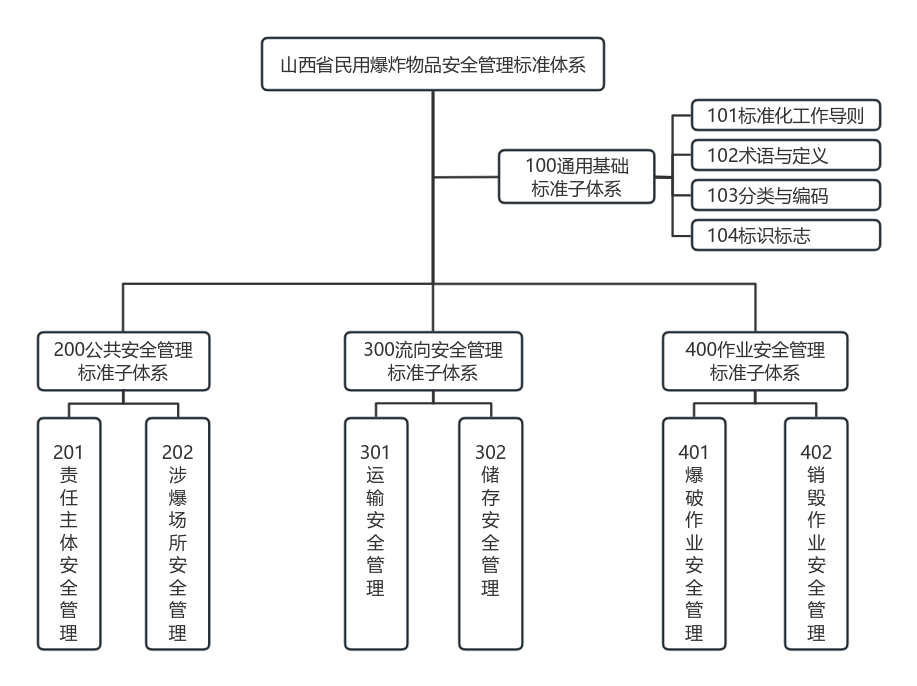 山西省民用爆炸物品安全管理标准体系
100通用基础
标准子体系
101标准化工作导则
102术语与定义
103分类与编码
104标识标志
200公共安全管理
标准子体系
300流向安全管理
标准子体系
400作业安全管理
标准子体系
201
责任主体安全管理
202
涉爆场所安全管理
301
运输安全管理
302
储存安全管理
401
爆破作业安全管理
402
销毁作业安全管理